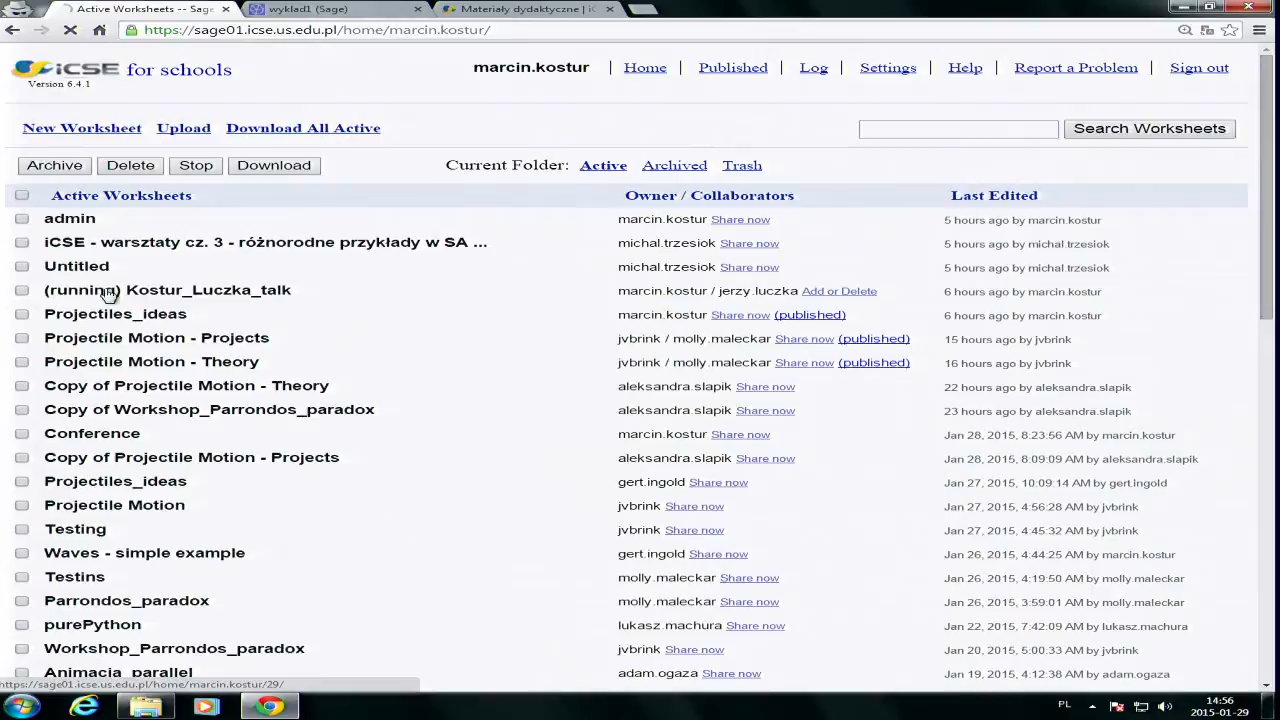 Active Worksheets -- Sag
wyklad1 (Sage)
Materiały dydaktyczne | iC
https://sage01.icse.us.edu.pl/home/marcin.kostur/
iCSE for schools
Version 6.4.1
marcin.kostur | Home | Published | Log | Settings | Help | Report a Problem | Sign out
New Worksheet Upload Download All Active
Search Worksheets
Archive Delete Stop Download Current Folder: Active Archived Trash
Active Worksheets Owner / Collaborators Last Edited
admin marcin.kostur Share now 5 hours ago by marcin.kostur
iCSE - warsztaty cz. 3 - różnorodne przykłady w SA ... michal.trzesiok Share now 5 hours ago by michal.trzesiok
Untitled michal.trzesiok Share now 5 hours ago by michal.trzesiok
(running) Kostur_Luczka_talk marcin.kostur / jerzy.luczka Add or Delete 6 hours ago by marcin.kostur
Projectiles_ideas marcin.kostur Share now (published) 6 hours ago by marcin.kostur
Projectile Motion - Projects jvbrink / molly.maleckar Share now (published) 15 hours ago by jvbrink
Projectile Motion - Theory jvbrink / molly.maleckar Share now (published) 16 hours ago by jvbrink
Copy of Projectile Motion - Theory aleksandra.slapik Share now 22 hours ago by aleksandra.slapik
Copy of Workshop_Parrondos_paradox aleksandra.slapik Share now 23 hours ago by aleksandra.slapik
Conference marcin.kostur Share now Jan 28, 2015, 8:23:56 AM by marcin.kostur
Copy of Projectile Motion - Projects aleksandra.slapik Share now Jan 28, 2015, 8:09:09 AM by aleksandra.slapik
Projectiles_ideas gert.ingold Share now Jan 27, 2015, 10:09:14 AM by gert.ingold
Projectile Motion jvbrink Share now Jan 27, 2015, 4:56:28 AM by jvbrink
Testing jvbrink Share now Jan 27, 2015, 4:45:32 AM by jvbrink
Waves - simple example gert.ingold Share now Jan 26, 2015, 4:44:25 AM by marcin.kostur
Testins molly.maleckar Share now Jan 26, 2015, 4:19:50 AM by molly.maleckar
Parrondos_paradox molly.maleckar Share now Jan 26, 2015, 3:59:01 AM by molly.maleckar
purePython lukasz.machura Share now Jan 22, 2015, 7:42:09 AM by lukasz.machura
Workshop_Parrondos_paradox jvbrink Share now Jan 20, 2015, 5:00:33 AM by jvbrink
Animacja_parallel adam.ogaza Share now Jan 19, 2015, 4:12:38 AM by adam.ogaza
https://sage01.icse.us.edu.pl/home/marcin.kostur/29/
PL 14:56
2015-01-29